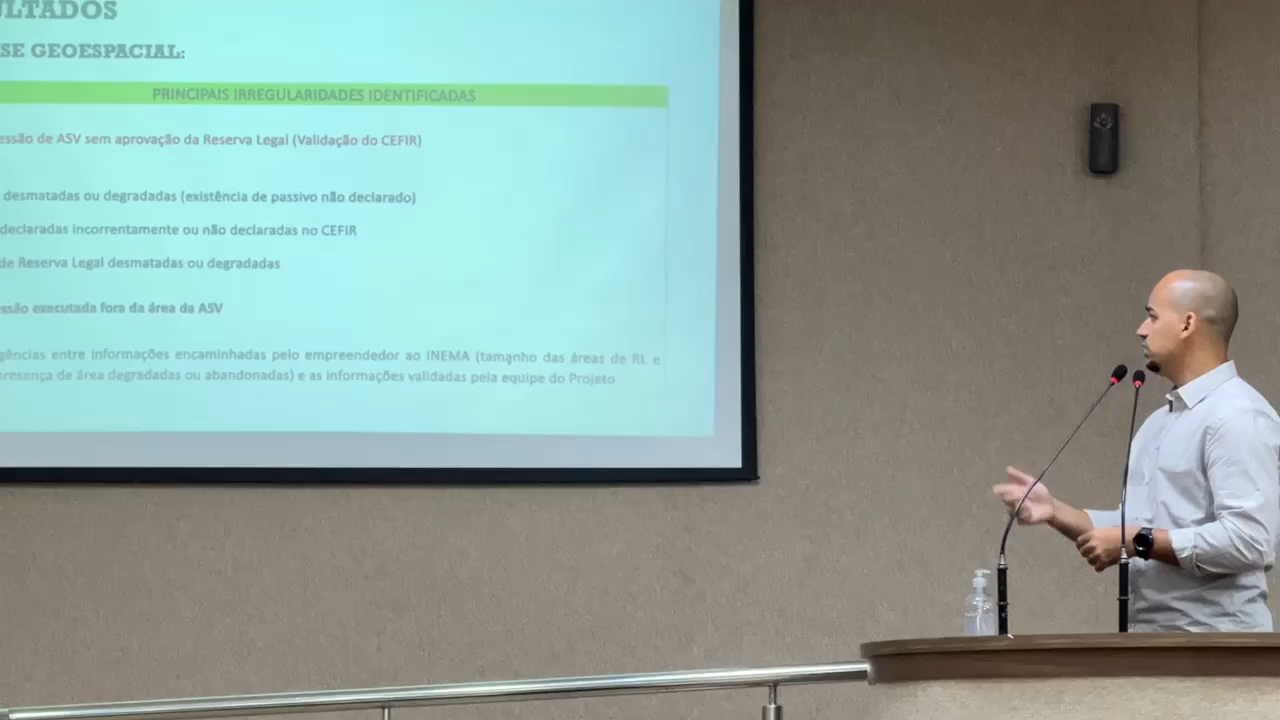 ULTADOS
SE GEOESPACIAL:
PRINCIPAIS IRREGULARIDADES IDENTIFICADAS
essão de ASV sem aprovação da Reserva Legal (Validação do CEFIR)
desmatadas ou degradadas (existência de passivo não declarado)
declaradas incorrentamente ou não declaradas no CEFIR
de Reserva Legal desmatadas ou degradadas
ssão executada fora da área da ASV
gências entre informações encaminhadas pelo empreendedor ao INEMA (tamanho das áreas de RL e
presença de área degradadas ou abandonadas) e as informações validadas pela equipe do Projeto